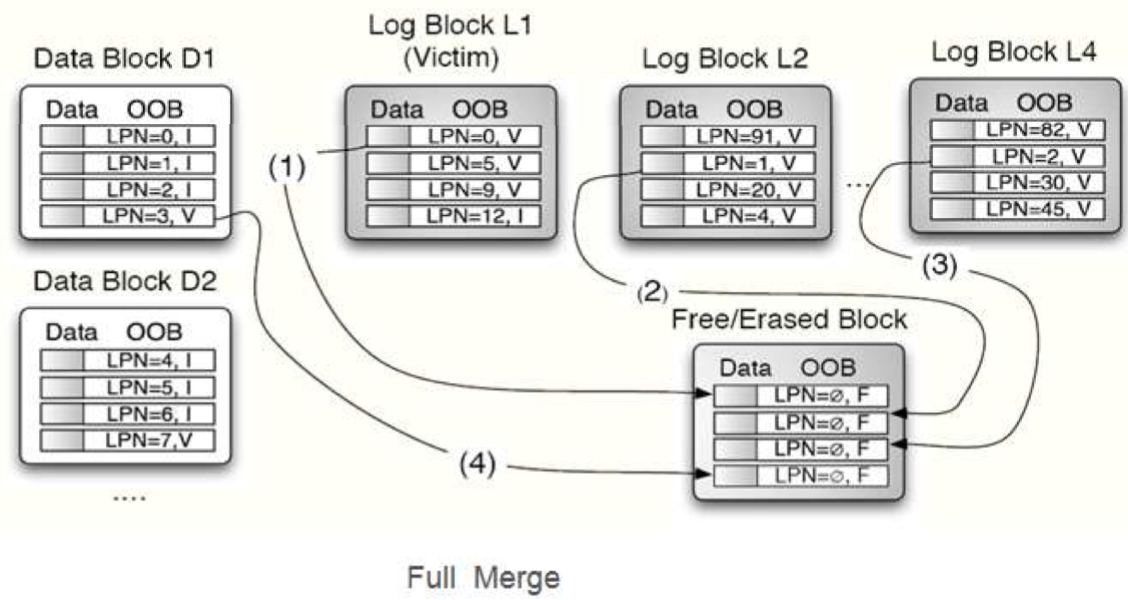 Data Block D1
Data OOB
LPN=0, I
LPN=1, I
LPN=2, I
LPN=3, V
Log Block L1
(Victim)
Data OOB
LPN=0, V
LPN=5, V
LPN=9, V
LPN=12, I
Log Block L2
Data OOB
LPN=91, V
LPN=1, V
LPN=20, V
LPN=4, V
...
Log Block L4
Data OOB
LPN=82, V
LPN=2, V
LPN=30, V
LPN=45, V
(1)
(2)
(3)
(4)
Data Block D2
Data OOB
LPN=4, I
LPN=5, I
LPN=6, I
LPN=7,V
....
Free/Erased Block
Data OOB
LPN=∅, F
LPN=∅, F
LPN=∅, F
LPN=∅, F
Full Merge